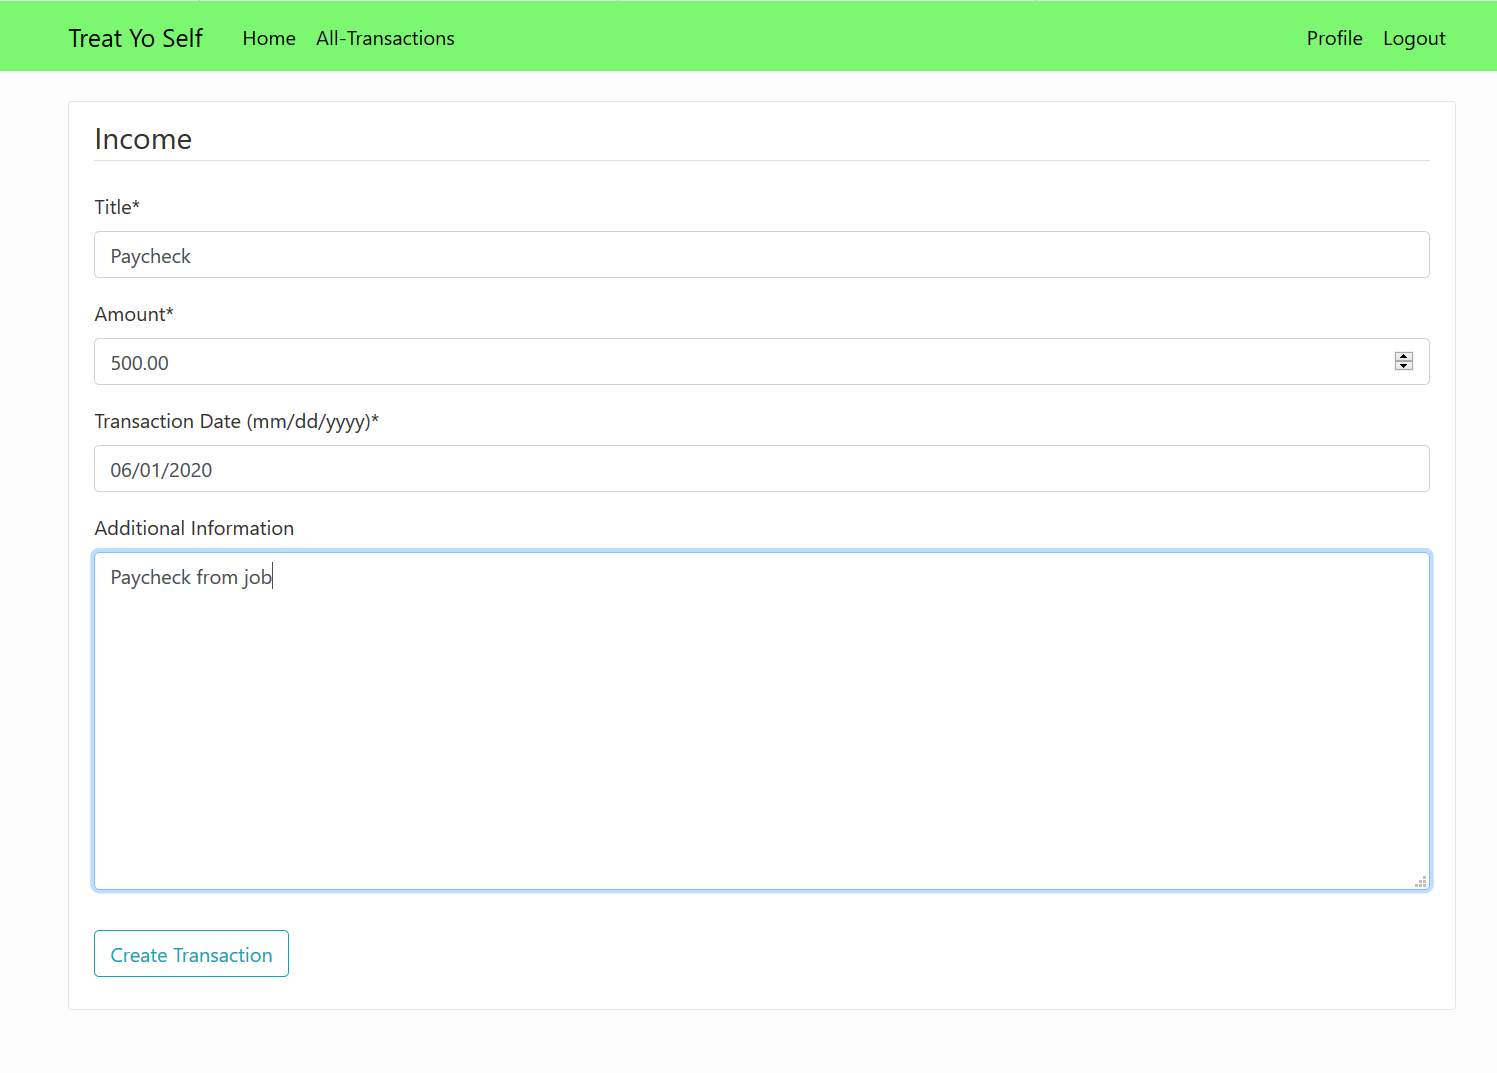 Treat Yo Self Home All-Transactions Profile Logout
Income
Title*
Paycheck
Amount*
500.00
Transaction Date (mm/dd/yyyy)*
06/01/2020
Additional Information
Paycheck from job
Create Transaction